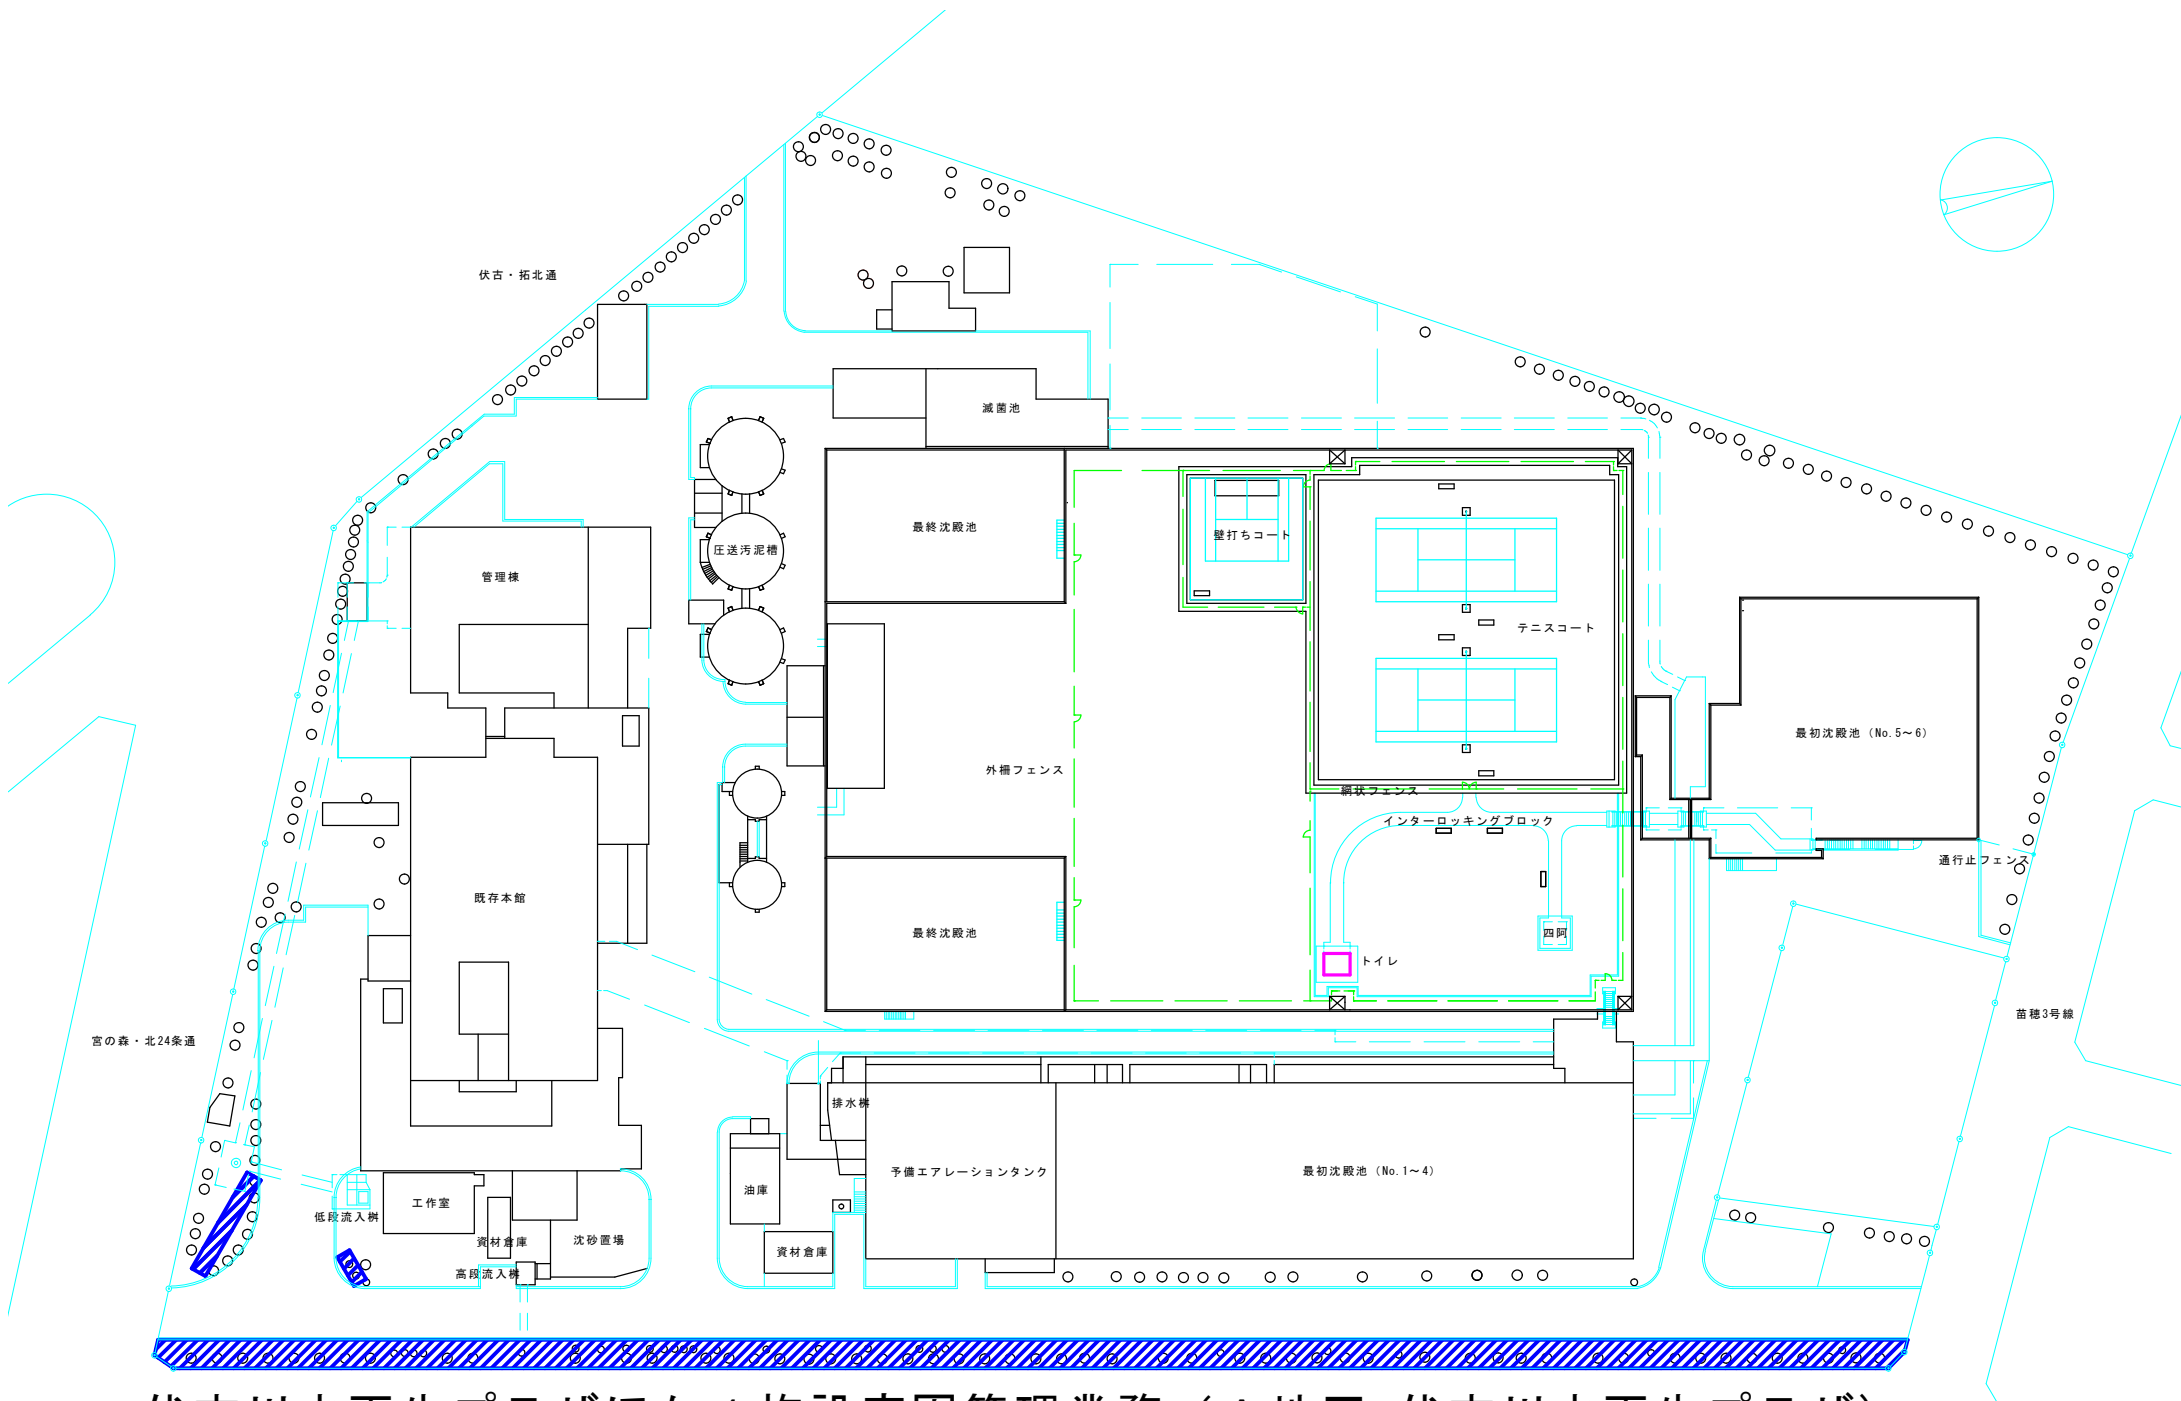 伏古・拓北通
滅菌池
最終沈殿池
壁打ちコート
圧送汚泥槽
管理棟
テニスコート
最初沈殿池（No.5～6）
外柵フェンス
網状フェンス
インターロッキングブロック
通行止フェンス
既存本館
最終沈殿池
四阿
トイレ
苗穂3号線
宮の森・北24条通
排水桝
予備エアレーションタンク
最初沈殿池（No.1～4）
油庫
工作室
低段流入桝
資材倉庫
沈砂置場
資材倉庫
高段流入桝